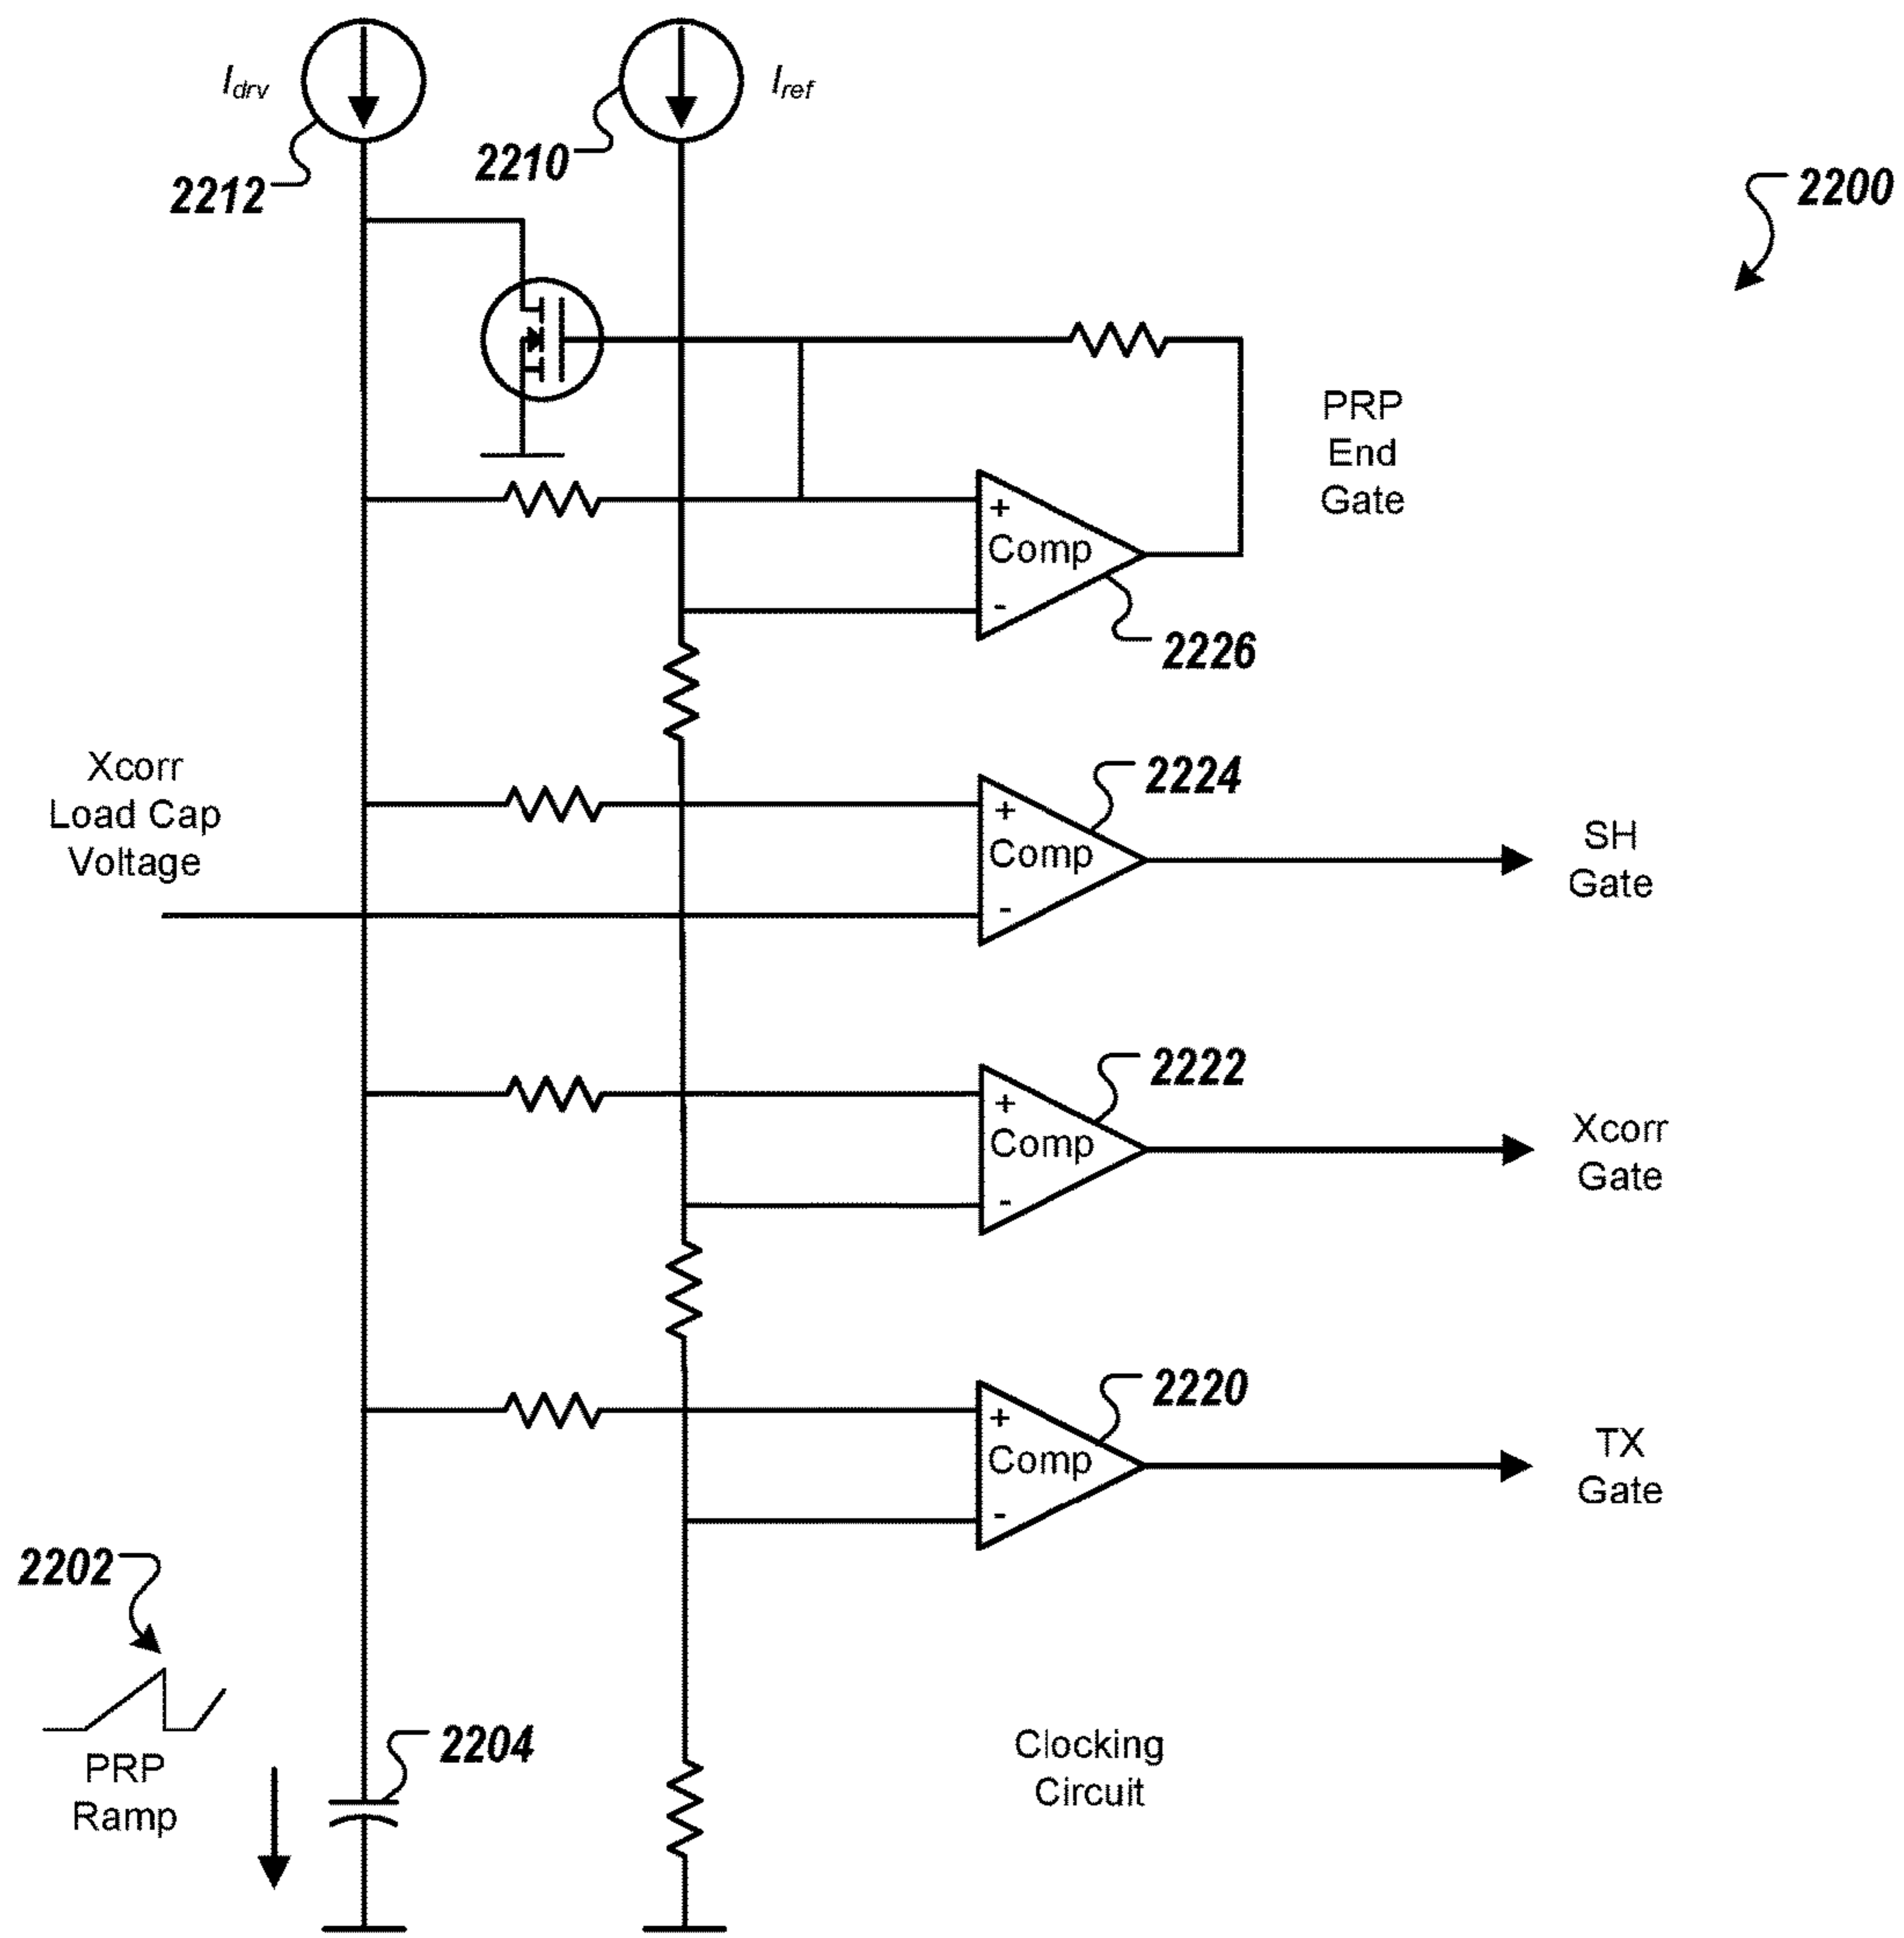 Idrv
Iref
2212
2210
2200
PRP
End
Gate
+
Comp
-
2226
Xcorr
Load Cap
Voltage
2224
+
Comp
-
SH
Gate
2222
+
Comp
-
Xcorr
Gate
2220
+
Comp
-
TX
Gate
2202
PRP
Ramp
2204
Clocking
Circuit